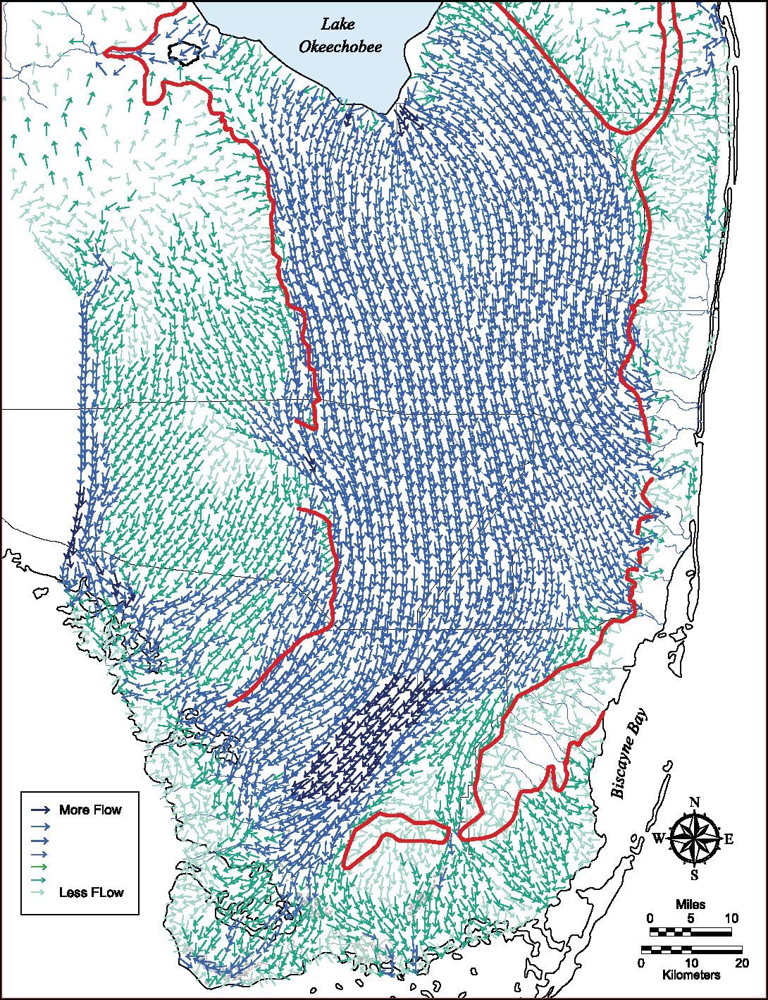 Lake
Okeechobee
Biscayne Bay
More Flow
Less FLow
N
W
E
S
Miles
0 5 10
0 10 20
Kilometers